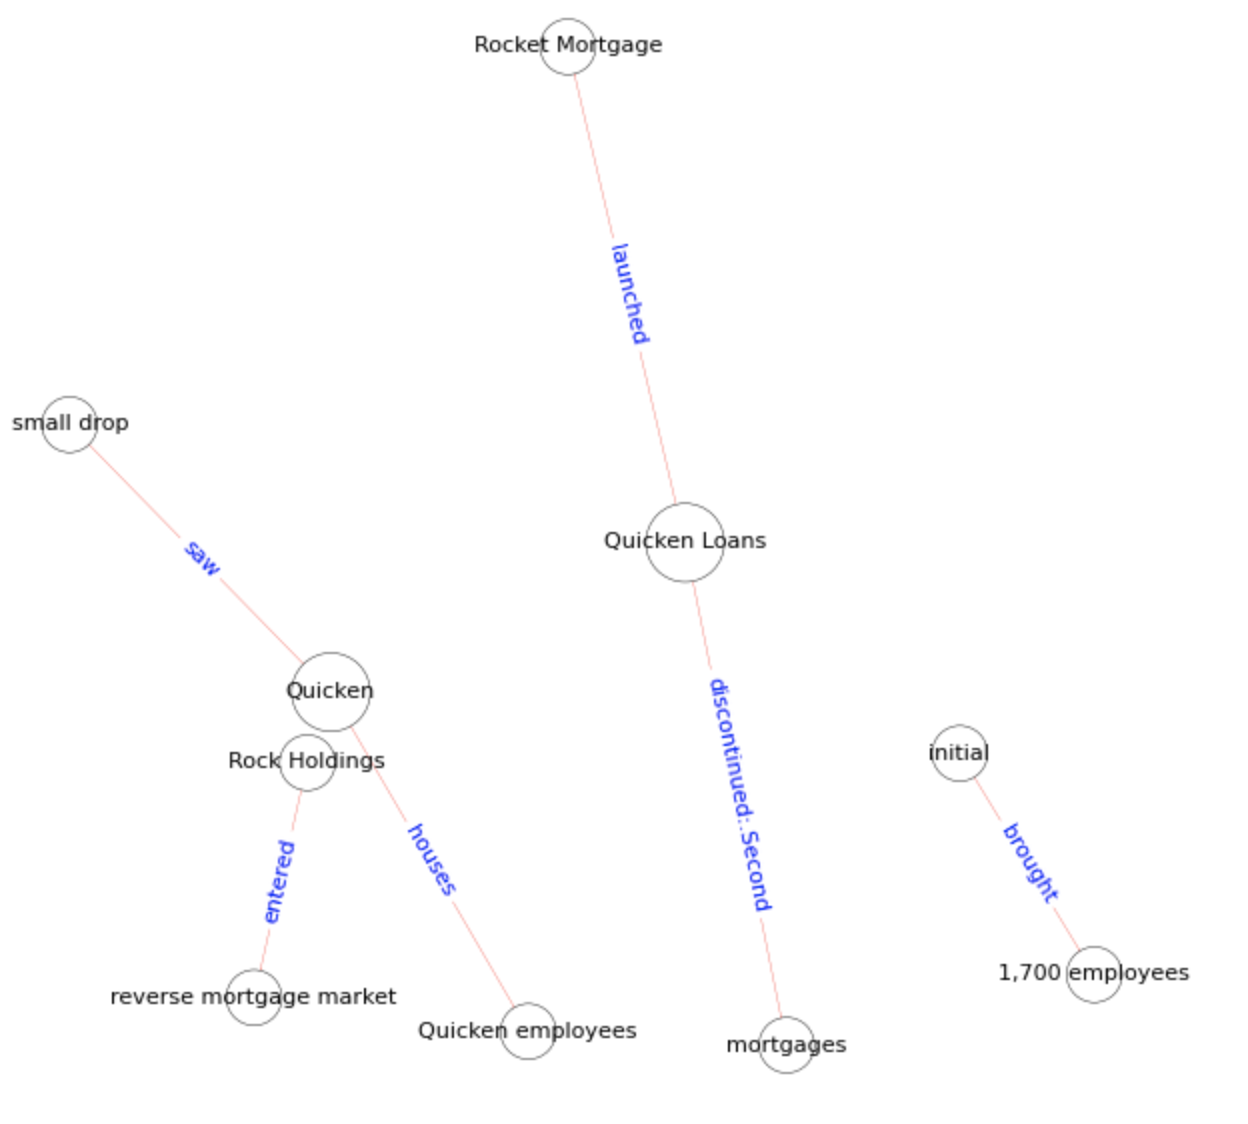 Rocket Mortgage
launched
small drop
Quicken Loans
saw
Quicken
discontinued:.Second
initial
Rock Holdings
houses
brought
entered
1,700 employees
reverse mortgage market
Quicken employees
mortgages